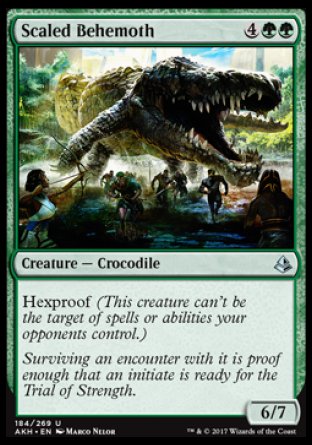 Scaled Behemoth 4
Creature — Crocodile
Hexproof (This creature can't be
the target of spells or abilities your
opponents control.)
Surviving an encounter with it is proof
enough that an initiate is ready for the
Trial of Strength.
6/7
184/269 U
AKH • EN Marco Nelor
™ & © 2017 Wizards of the Coast